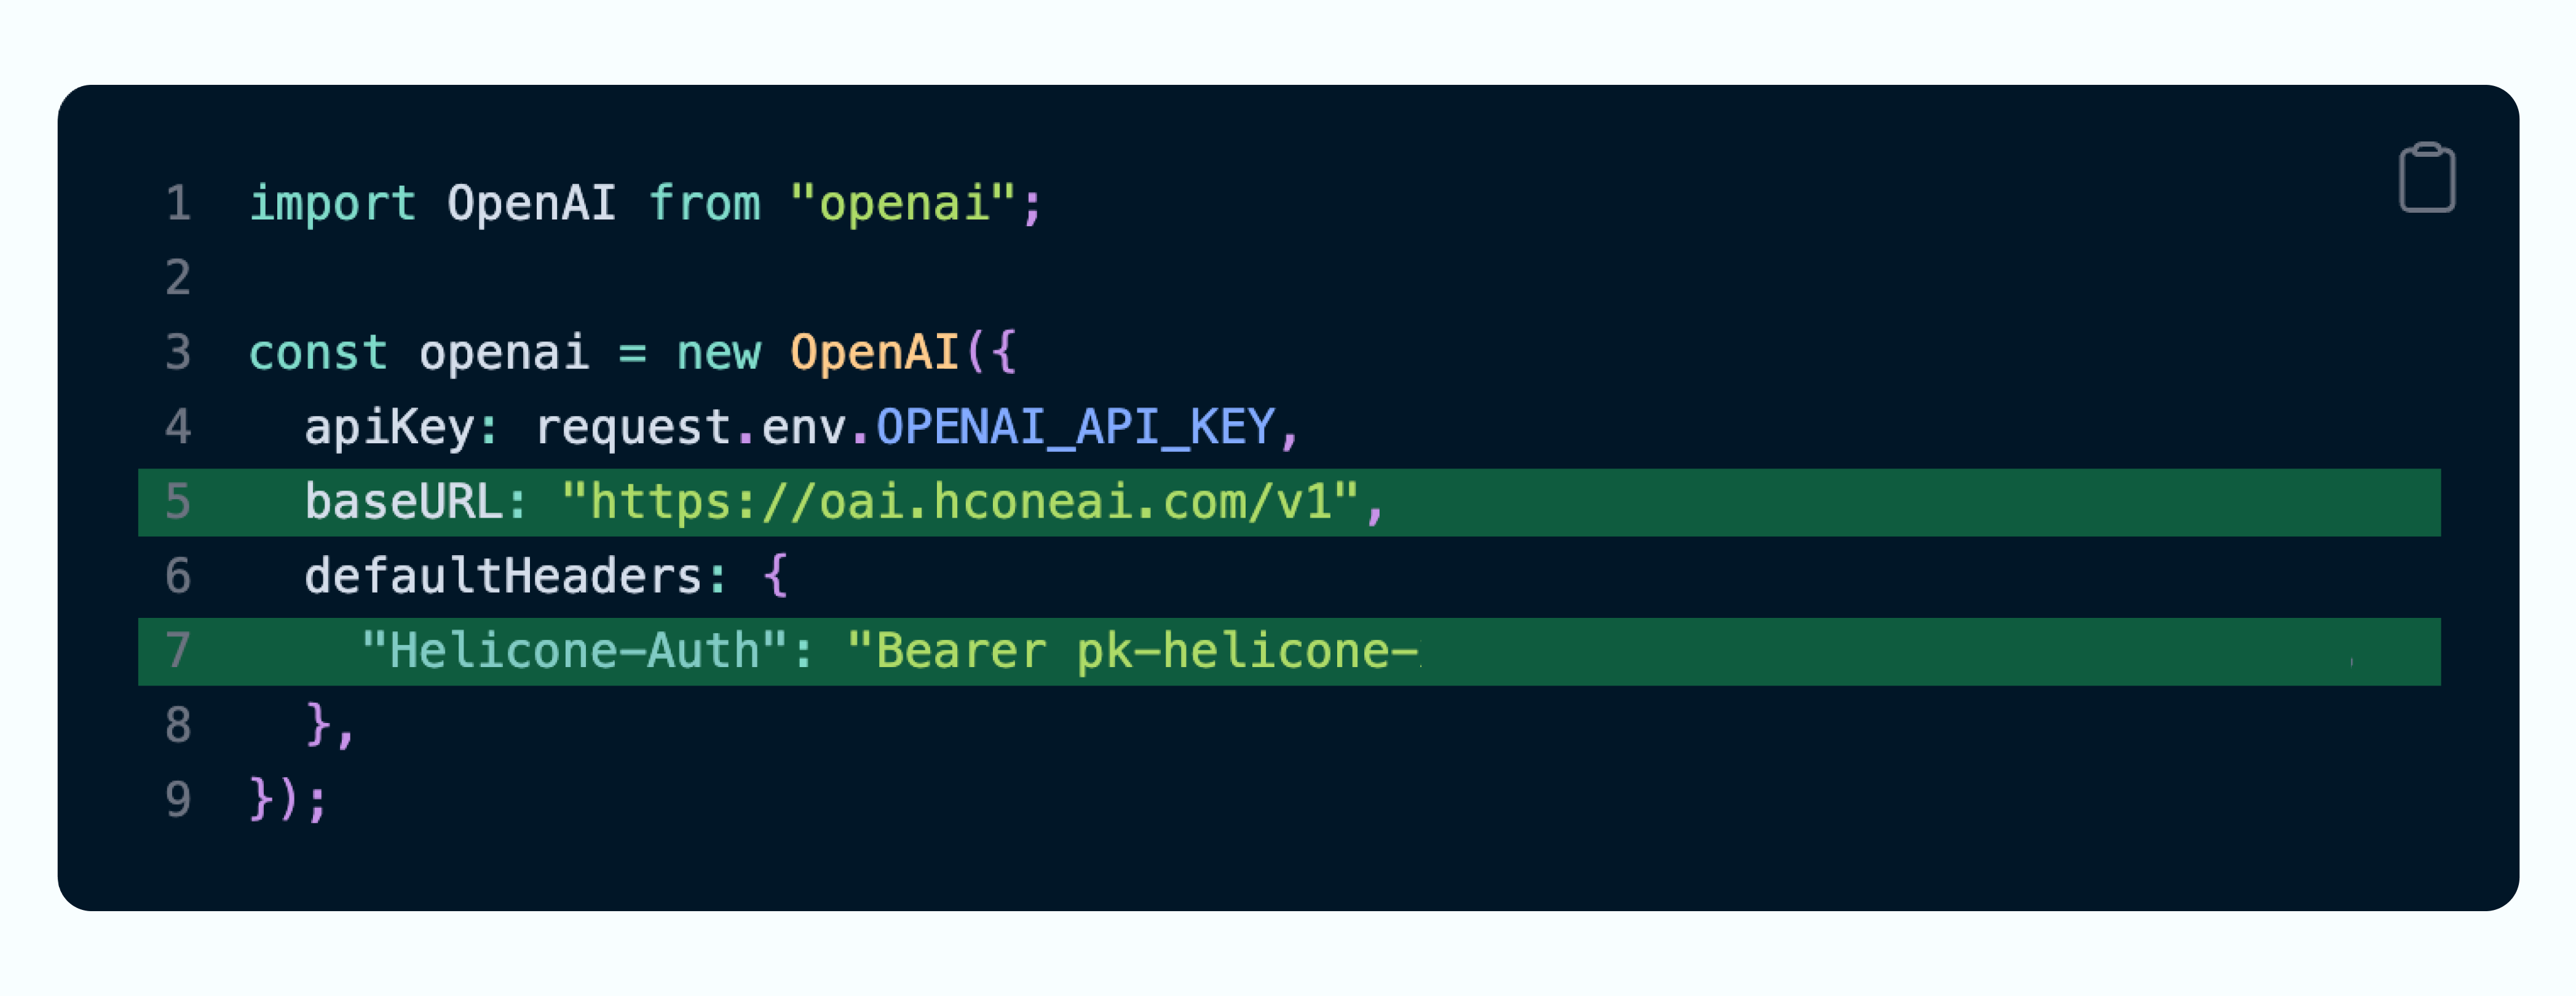 1 import OpenAI from "openai";
2
3 const openai = new OpenAI({
4 apiKey: request.env.OPENAI_API_KEY,
5 baseURL: "https://oai.hconeai.com/v1",
6 defaultHeaders: {
7 "Helicone-Auth": "Bearer pk-helicone-
8 },
9 });